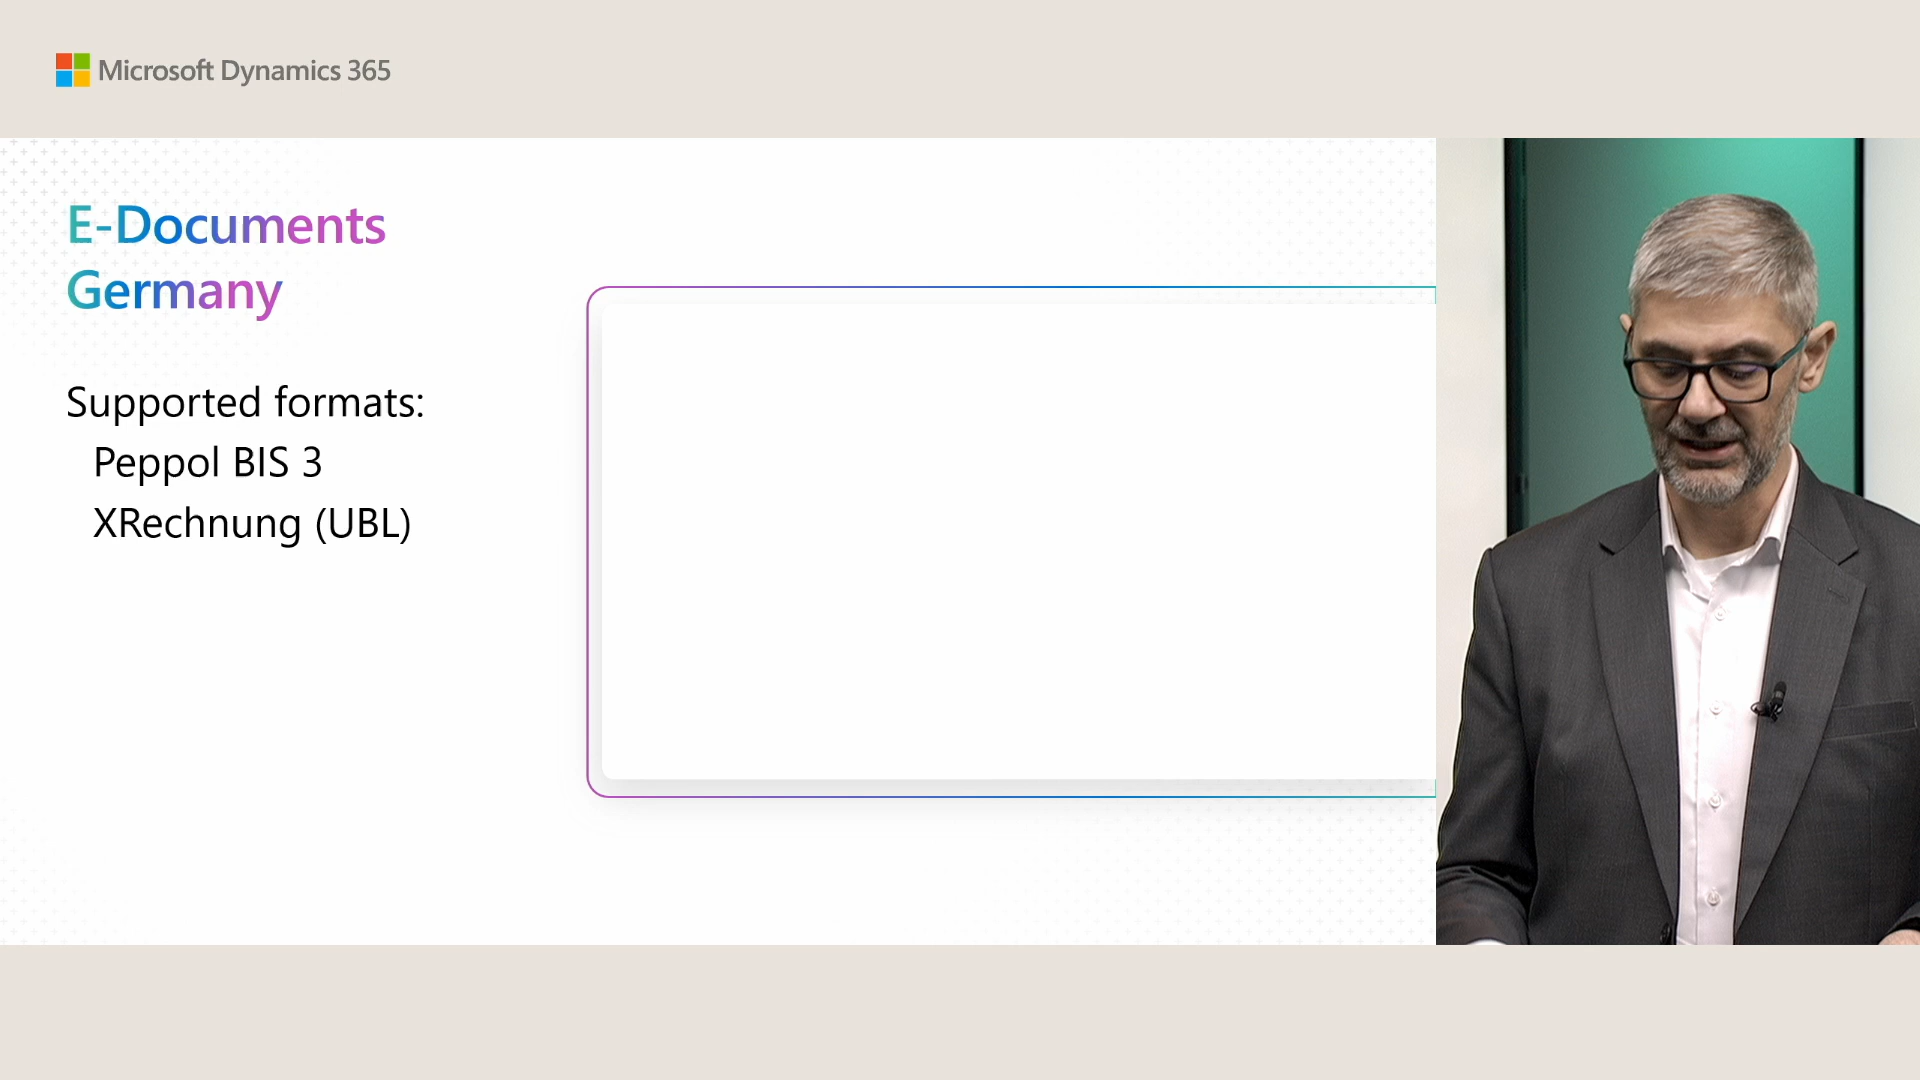 Microsoft Dynamics 365
E-Documents
Germany
Supported formats:
Peppol BIS 3
XRechnung (UBL)